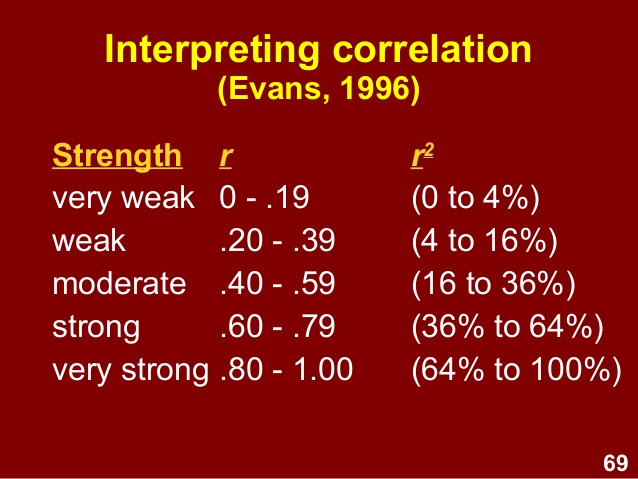 Interpreting correlation
(Evans, 1996)
Strength r r²
very weak 0 - .19 (0 to 4%)
weak .20 - .39 (4 to 16%)
moderate .40 - .59 (16 to 36%)
strong .60 - .79 (36% to 64%)
very strong .80 - 1.00 (64% to 100%)
69